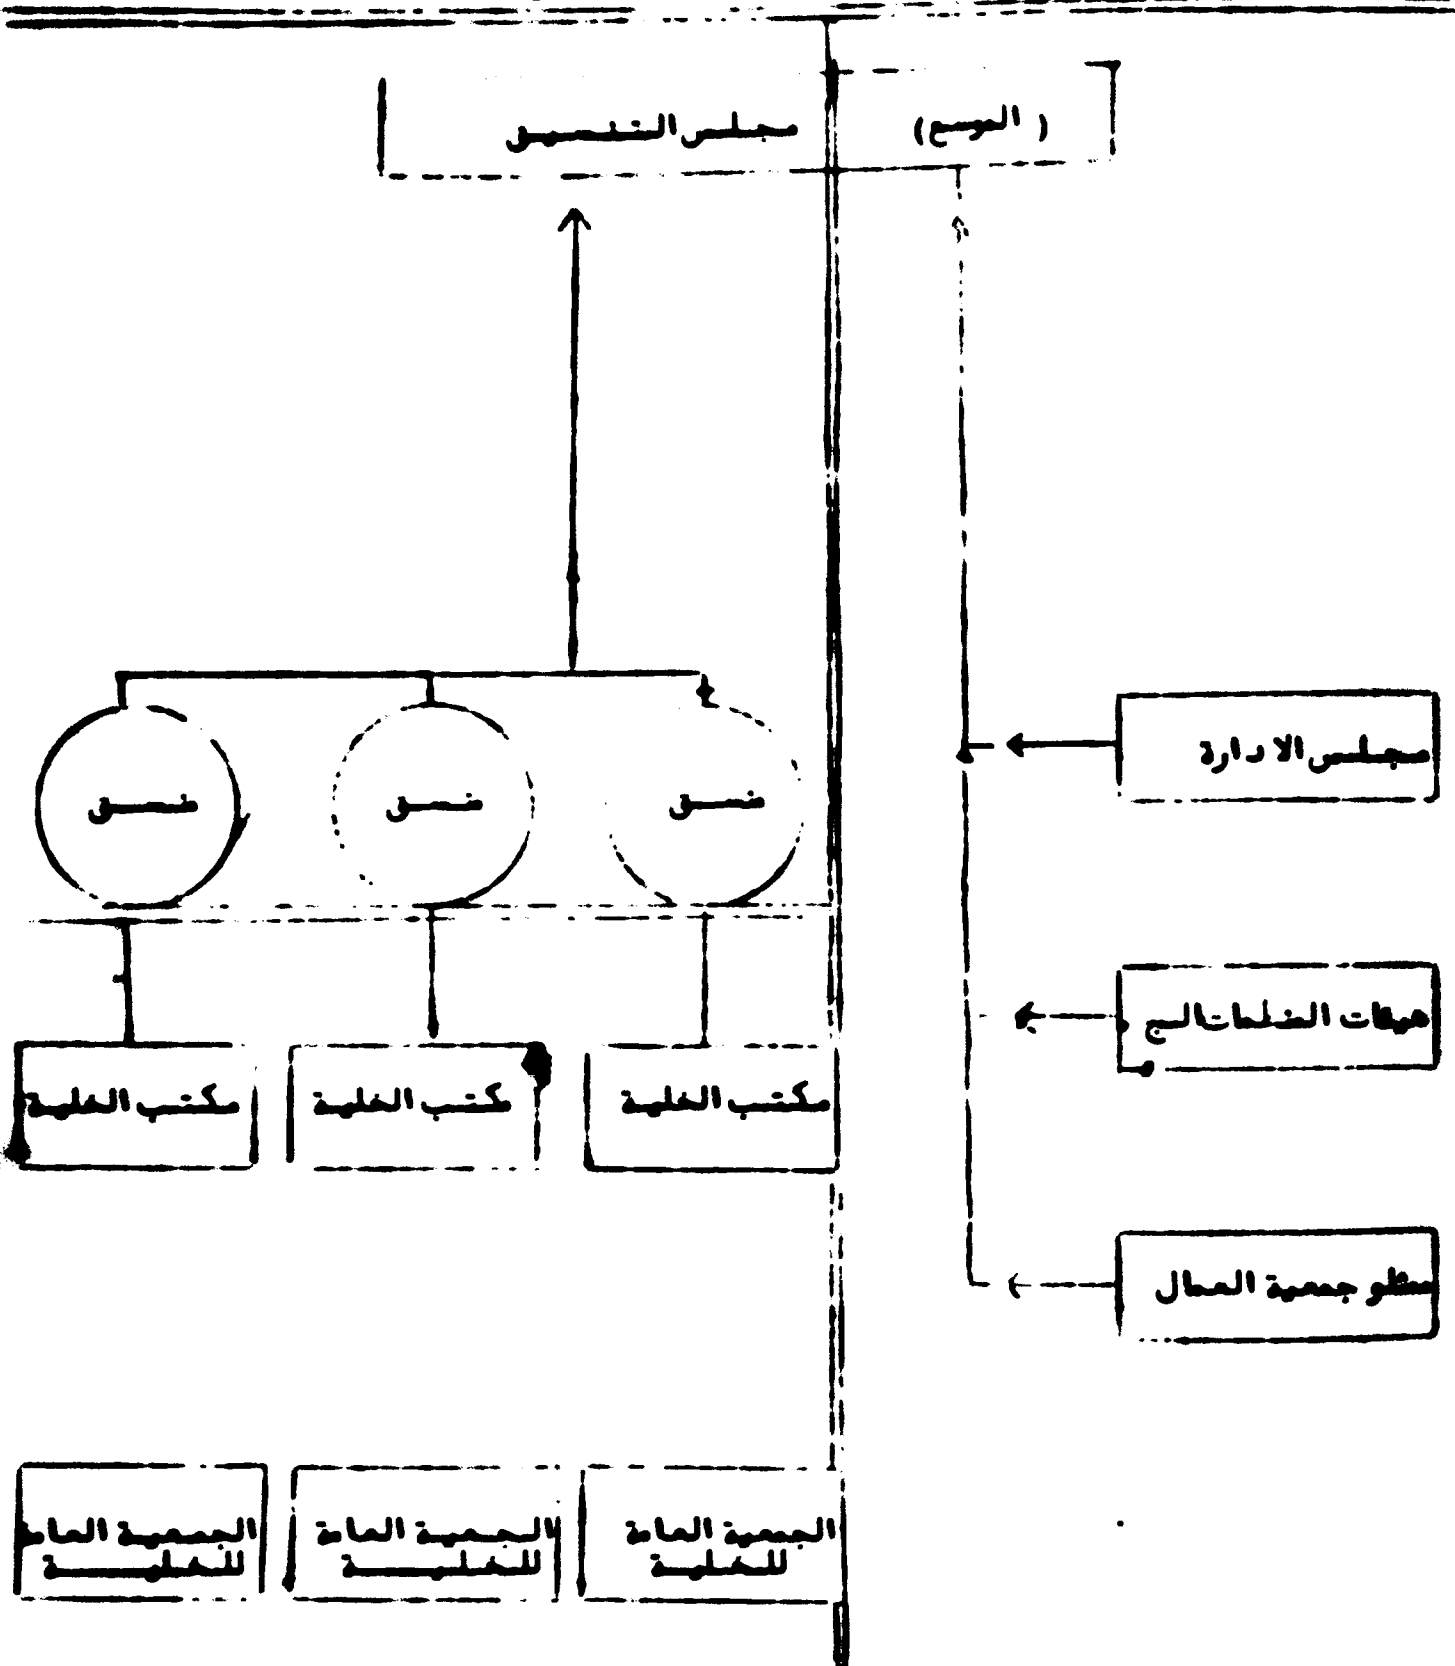 مجلس التنسيق (الموسع)
مجلس الادارة
منسق
منسق
منسق
مكتب الخلية
مكتب الخلية
مكتب الخلية
جمعية العمال
الجمعية العامة
للخلية
الجمعية العامة
للخلية
الجمعية العامة
للخلية